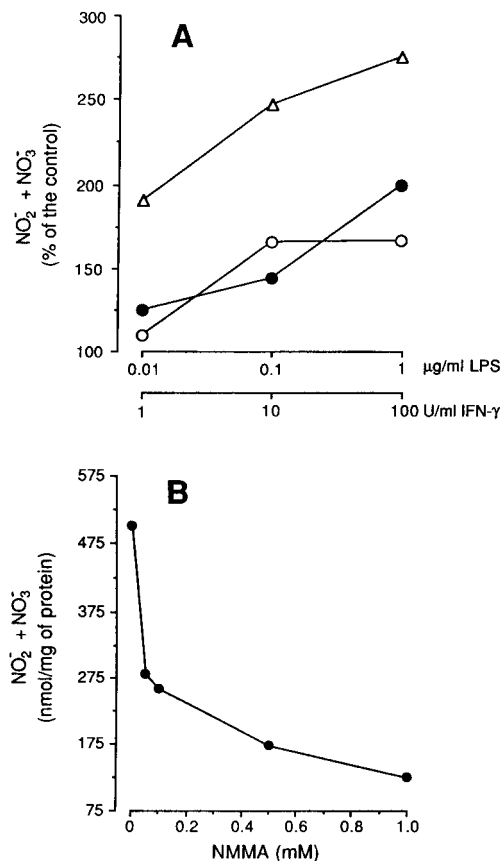 A
NO₂⁻ + NO₃⁻
(% of the control)
300
250
200
150
100
0.01 0.1 1 μg/ml LPS
1 10 100 U/ml IFN-γ
B
NO₂⁻ + NO₃⁻
(nmol/mg of protein)
575
475
375
275
175
75
0 0.2 0.4 0.6 0.8 1.0
NMMA (mM)